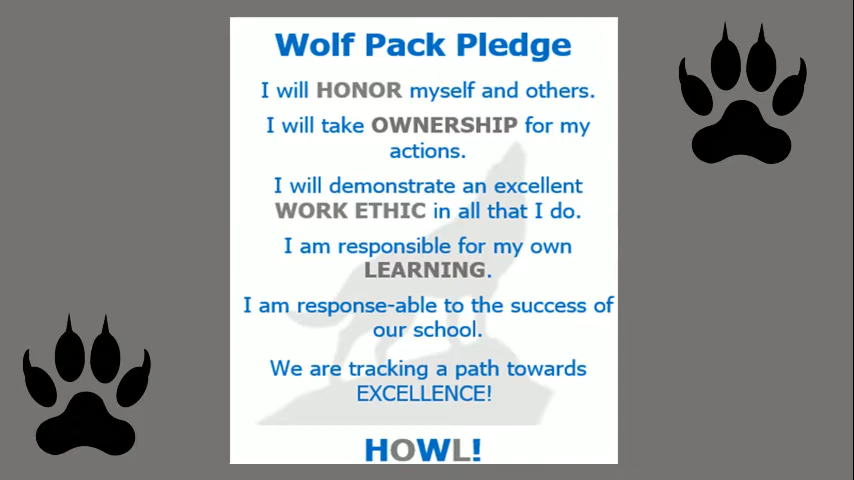 Wolf Pack Pledge
I will HONOR myself and others.
I will take OWNERSHIP for my
actions.
I will demonstrate an excellent
WORK ETHIC in all that I do.
I am responsible for my own
LEARNING.
I am response-able to the success of
our school.
We are tracking a path towards
EXCELLENCE!
HOWL!